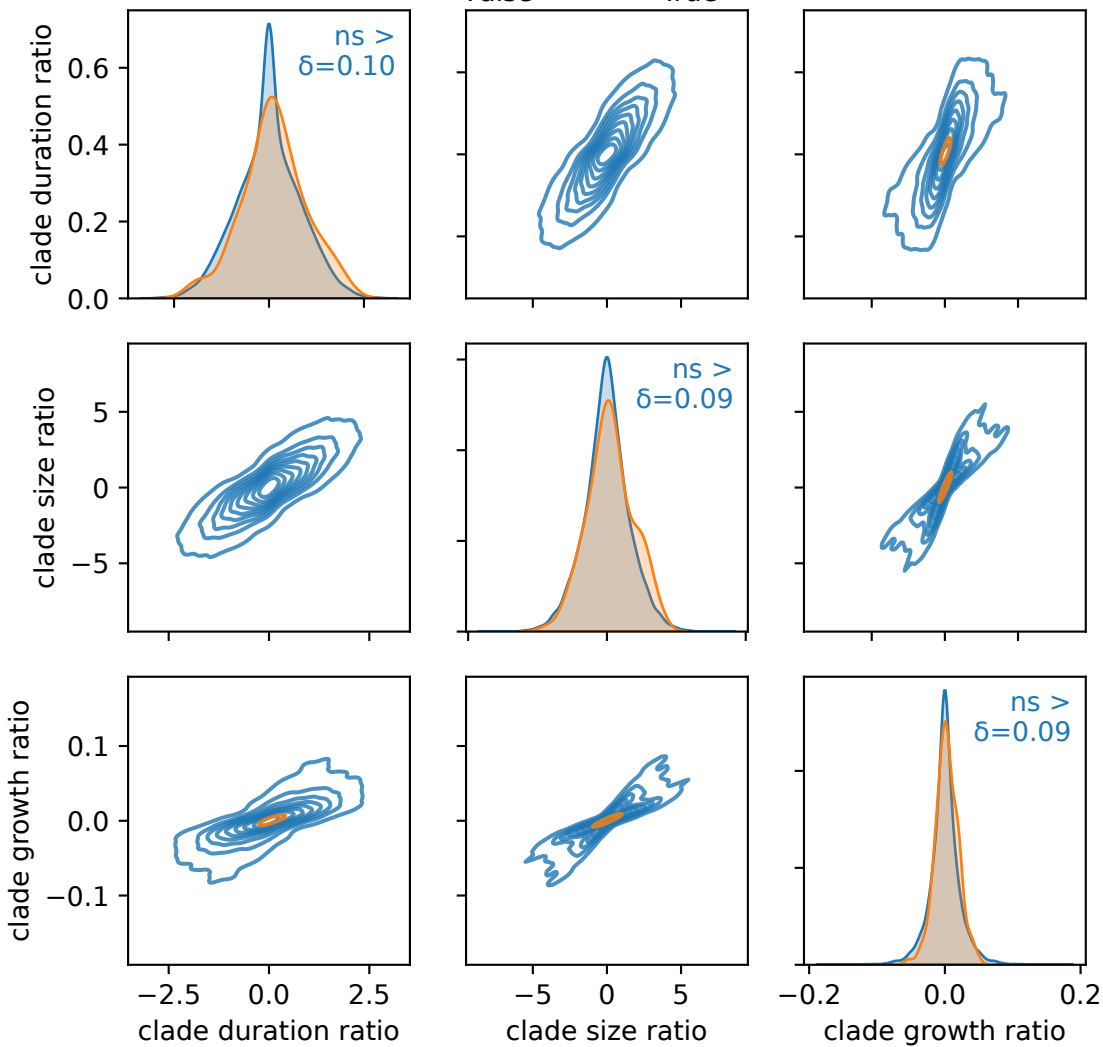 ns >
δ=0.10
clade duration ratio
0.6
0.4
0.2
0.0
ns >
δ=0.09
clade size ratio
5
0
−5
ns >
δ=0.09
clade growth ratio
0.1
0.0
−0.1
−2.5 0.0 2.5 −5 0 5 −0.2 0.0 0.2
clade duration ratio clade size ratio clade growth ratio